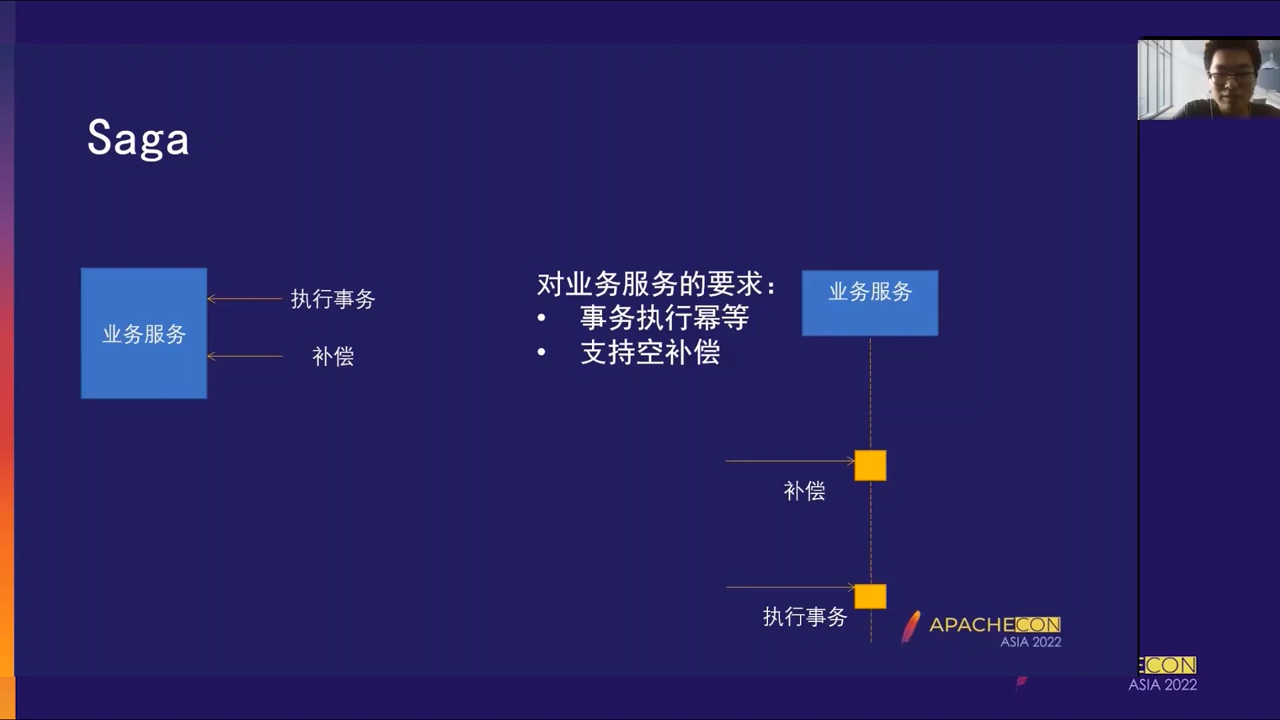 Saga
业务服务
执行事务
补偿
对业务服务的要求：
• 事务执行幂等
• 支持空补偿
业务服务
补偿
执行事务
APACHECON
ASIA 2022
ECON
ASIA 2022